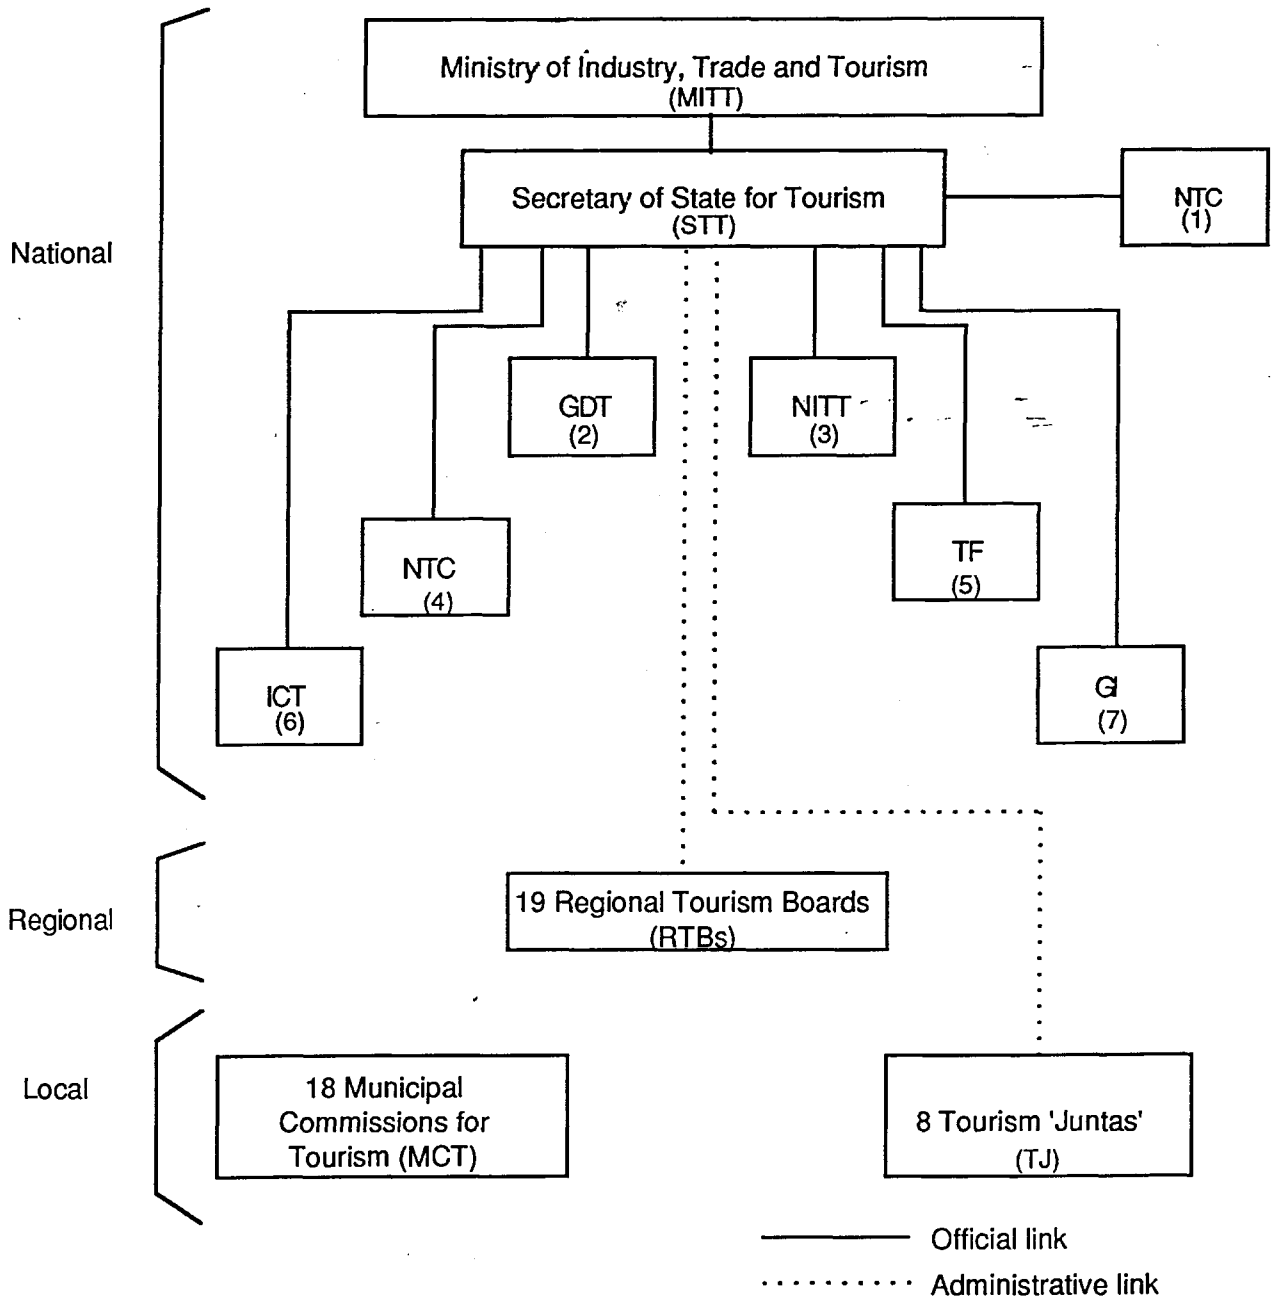 Ministry of Industry, Trade and Tourism
(MITT)
Secretary of State for Tourism
(STT)
NTC
(1)
National
GDT
(2)
NITT
(3)
NTC
(4)
TF
(5)
ICT
(6)
GI
(7)
Regional
19 Regional Tourism Boards
(RTBs)
Local
18 Municipal
Commissions for
Tourism (MCT)
8 Tourism 'Juntas'
(TJ)
Official link
Administrative link